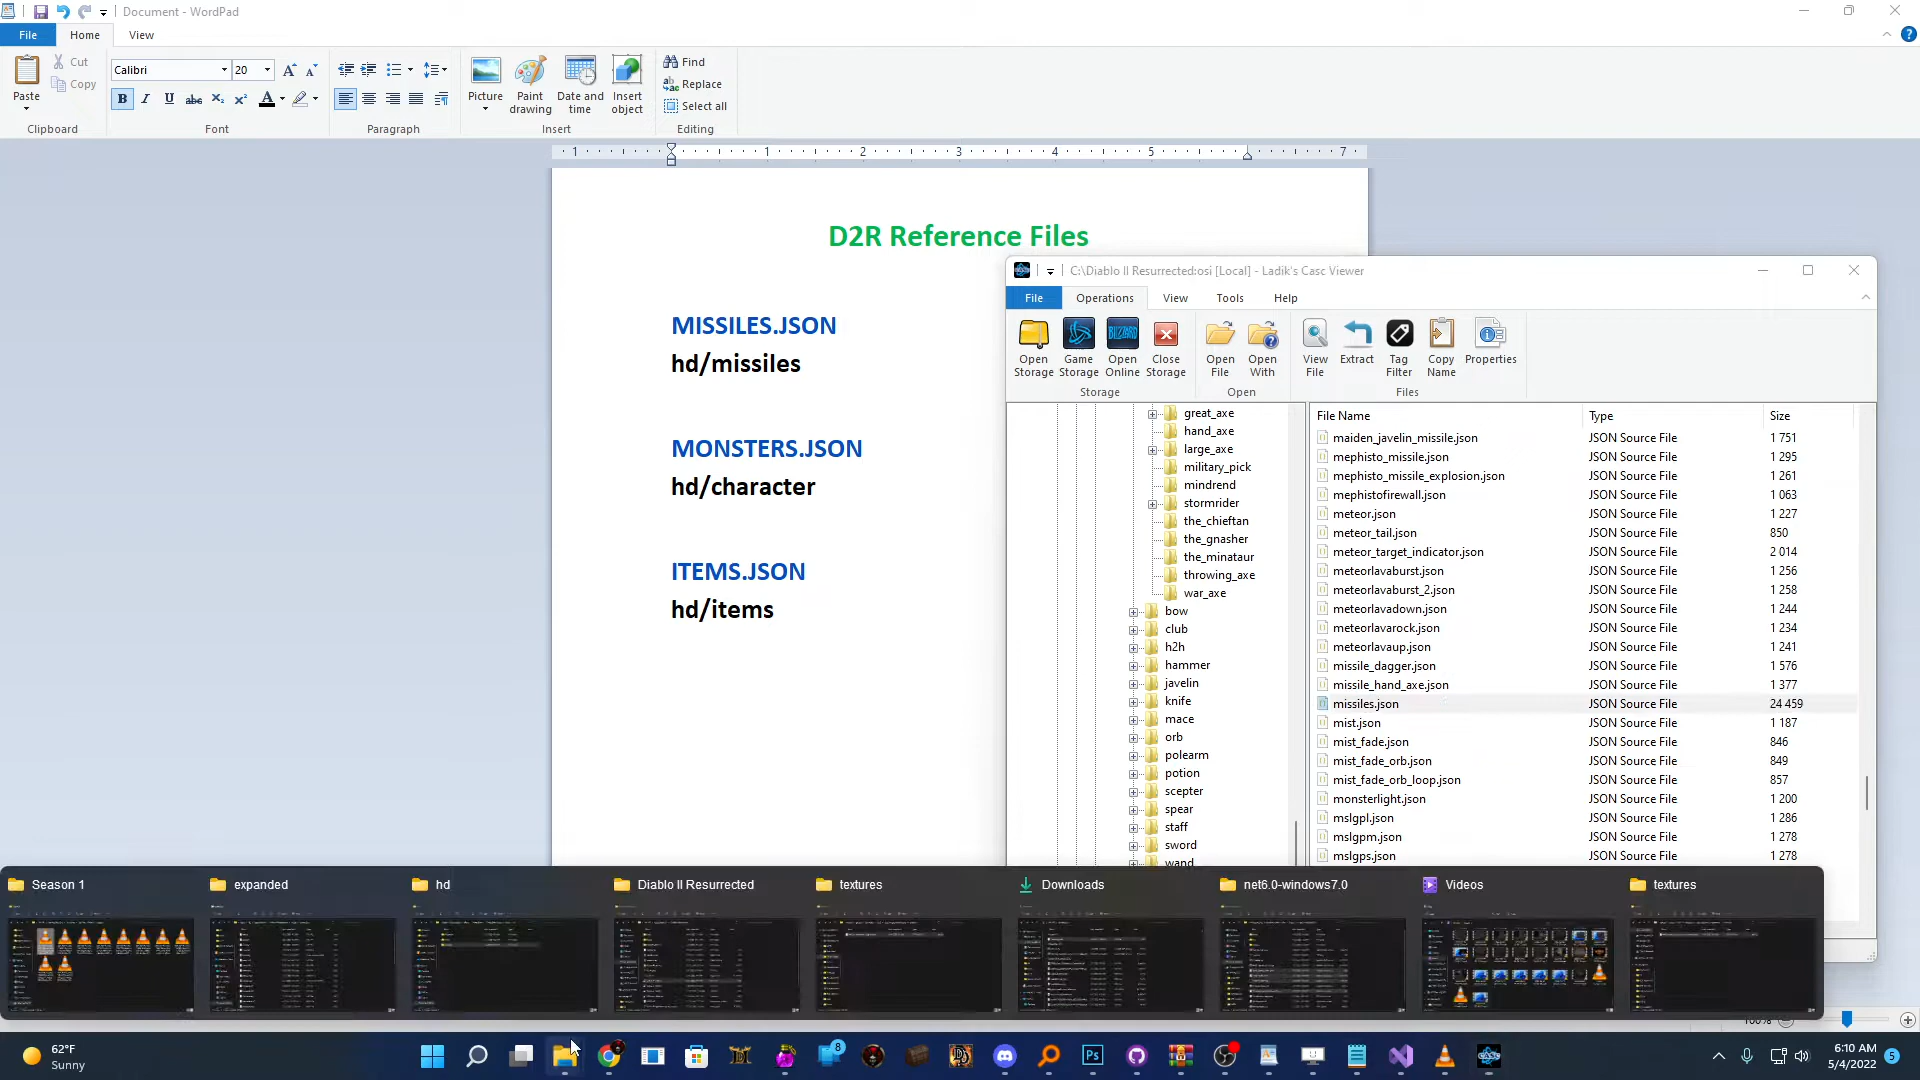 Document - WordPad
File
Home
View
Paste
Cut
Copy
Clipboard
Calibri
20
Font
Paragraph
Picture
Paint drawing
Date and time
Insert object
Insert
Find
Replace
Select all
Editing
1 1 2 3 4 5 7
D2R Reference Files
MISSILES.JSON
hd/missiles
MONSTERS.JSON
hd/character
ITEMS.JSON
hd/items
C:\Diablo II Resurrected:osi [Local] - Ladik's Casc Viewer
File
Operations
View
Tools
Help
Open Storage
Game Storage
Open Online
Close Storage
Storage
Open File
Open With
Open
View File
Extract
Tag Filter
Copy Name
Properties
Files
great_axe
hand_axe
large_axe
military_pick
mindrend
stormrider
the_chieftan
the_gnasher
the_minataur
throwing_axe
war_axe
bow
club
h2h
hammer
javelin
knife
mace
orb
polearm
potion
scepter
spear
staff
sword
wand
File Name Type Size
maiden_javelin_missile.json JSON Source File 1 751
mephisto_missile.json JSON Source File 1 295
mephisto_missile_explosion.json JSON Source File 1 261
mephistofirewall.json JSON Source File 1 063
meteor.json JSON Source File 1 227
meteor_tail.json JSON Source File 850
meteor_target_indicator.json JSON Source File 2 014
meteorlavaburst.json JSON Source File 1 256
meteorlavaburst_2.json JSON Source File 1 258
meteorlavadown.json JSON Source File 1 244
meteorlavarock.json JSON Source File 1 234
meteorlavaup.json JSON Source File 1 241
missile_dagger.json JSON Source File 1 576
missile_hand_axe.json JSON Source File 1 377
missiles.json JSON Source File 24 459
mist.json JSON Source File 1 187
mist_fade.json JSON Source File 846
mist_fade_orb.json JSON Source File 849
mist_fade_orb_loop.json JSON Source File 857
monsterlight.json JSON Source File 1 200
mslgpl.json JSON Source File 1 286
mslgpm.json JSON Source File 1 278
mslgps.json JSON Source File 1 278
Season 1
expanded
hd
Diablo II Resurrected
textures
Downloads
net6.0-windows7.0
Videos
textures
100%
62°F
Sunny
8
6:10 AM
5/4/2022
5